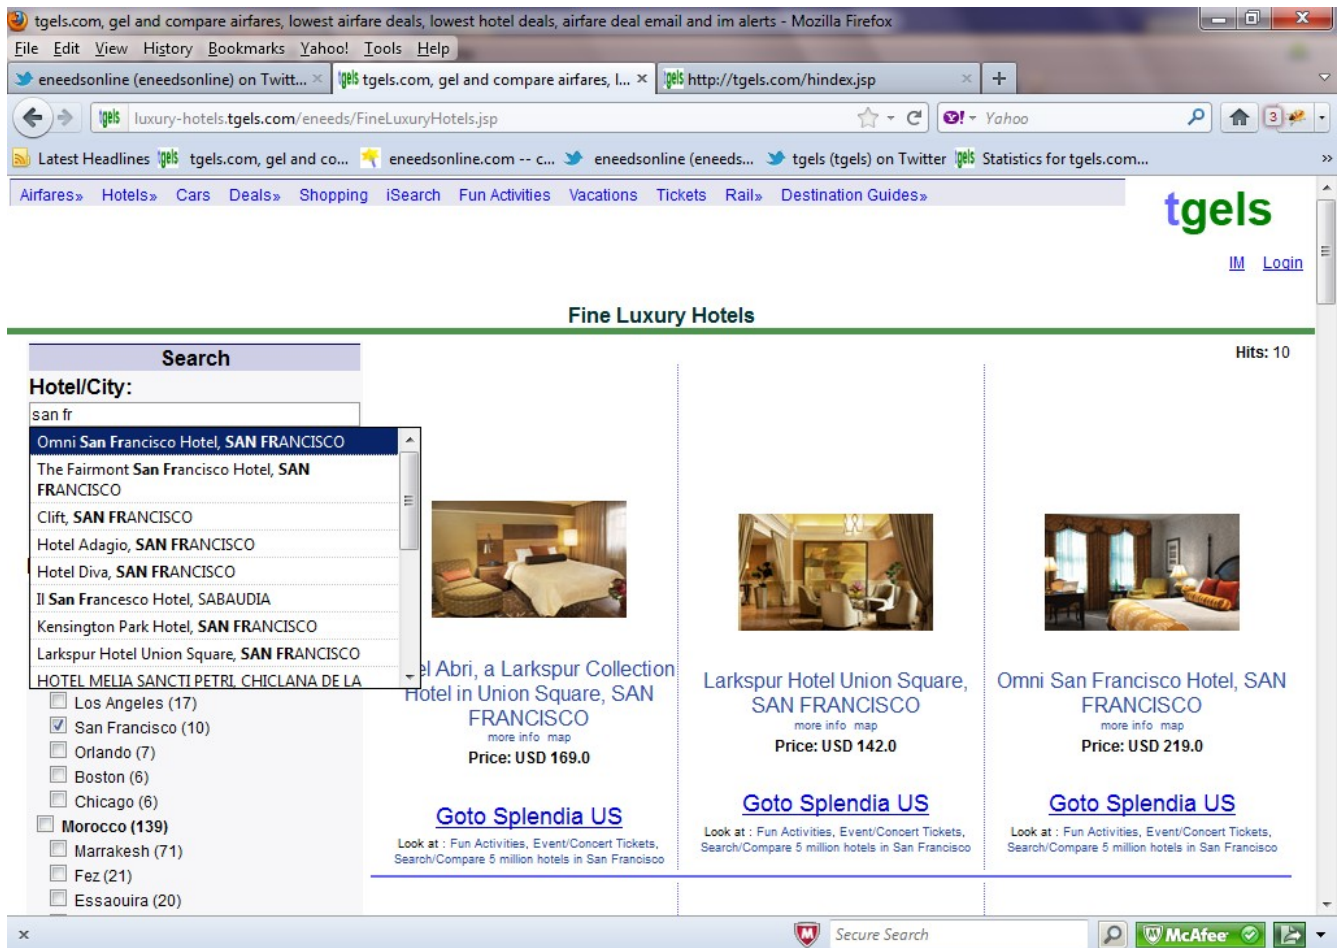 tgels.com, gel and compare airfares, lowest airfare deals, lowest hotel deals, airfare deal email and im alerts - Mozilla Firefox
File Edit View History Bookmarks Yahoo! Tools Help
eneedsonline (eneedsonline) on Twitt... × tgels tgels.com, gel and compare airfares, l... × tgels http://tgels.com/hindex.jsp × +
tgels luxury-hotels.tgels.com/eneeds/FineLuxuryHotels.jsp Yahoo 3
Latest Headlines tgels tgels.com, gel and co... eneedsonline.com -- c... eneedsonline (eneeds... tgels (tgels) on Twitter tgels Statistics for tgels.com... »
Airfares» Hotels» Cars Deals» Shopping iSearch Fun Activities Vacations Tickets Rail» Destination Guides»
tgels
IM Login
Fine Luxury Hotels
Search
Hits: 10
Hotel/City:
san fr
Omni San Francisco Hotel, SAN FRANCISCO
The Fairmont San Francisco Hotel, SAN
FRANCISCO
Clift, SAN FRANCISCO
Hotel Adagio, SAN FRANCISCO
Hotel Diva, SAN FRANCISCO
Il San Francesco Hotel, SABAUDIA
Kensington Park Hotel, SAN FRANCISCO
Larkspur Hotel Union Square, SAN FRANCISCO
HOTEL MELIA SANCTI PETRI, CHICLANA DE LA
Los Angeles (17)
San Francisco (10)
Orlando (7)
Boston (6)
Chicago (6)
Morocco (139)
Marrakesh (71)
Fez (21)
Essaouira (20)
el Abri, a Larkspur Collection
Hotel in Union Square, SAN
FRANCISCO
more info map
Price: USD 169.0
Goto Splendia US
Look at : Fun Activities, Event/Concert Tickets,
Search/Compare 5 million hotels in San Francisco
Larkspur Hotel Union Square,
SAN FRANCISCO
more info map
Price: USD 142.0
Goto Splendia US
Look at : Fun Activities, Event/Concert Tickets,
Search/Compare 5 million hotels in San Francisco
Omni San Francisco Hotel, SAN
FRANCISCO
more info map
Price: USD 219.0
Goto Splendia US
Look at : Fun Activities, Event/Concert Tickets,
Search/Compare 5 million hotels in San Francisco
× Secure Search McAfee